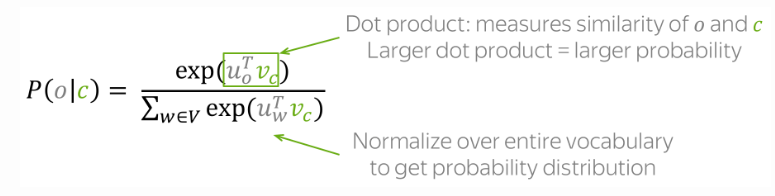 Dot product: measures similarity of o and c
Larger dot product = larger probability
P(o|c) = exp(u_o^T v_c) / ∑_{w∈V} exp(u_w^T v_c)
Normalize over entire vocabulary
to get probability distribution